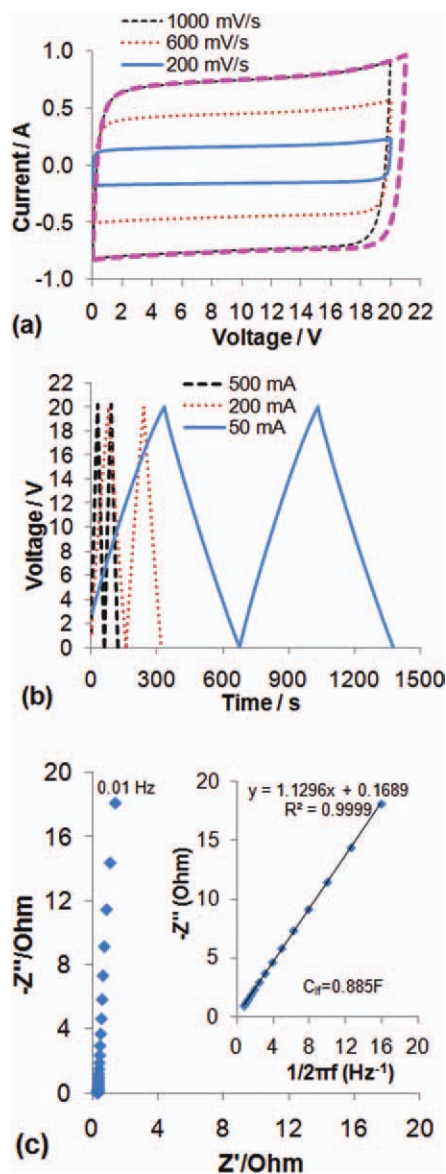 1000 mV/s
600 mV/s
200 mV/s
1.0
0.5
0.0
-0.5
-1.0
Current / A
0 2 4 6 8 10 12 14 16 18 20 22
Voltage / V
(a)
500 mA
200 mA
50 mA
22
20
18
16
14
12
10
8
6
4
2
0
Voltage / V
0 300 600 900 1200 1500
Time / s
(b)
20
16
12
8
4
0
-Z''/Ohm
0.01 Hz
0 4 8 12 16 20
Z'/Ohm
(c)
y = 1.1296x + 0.1689
R² = 0.9999
20
15
10
5
0
-Z'' (Ohm)
Clf=0.885F
0 4 8 12 16 20
1/2πf (Hz-1)